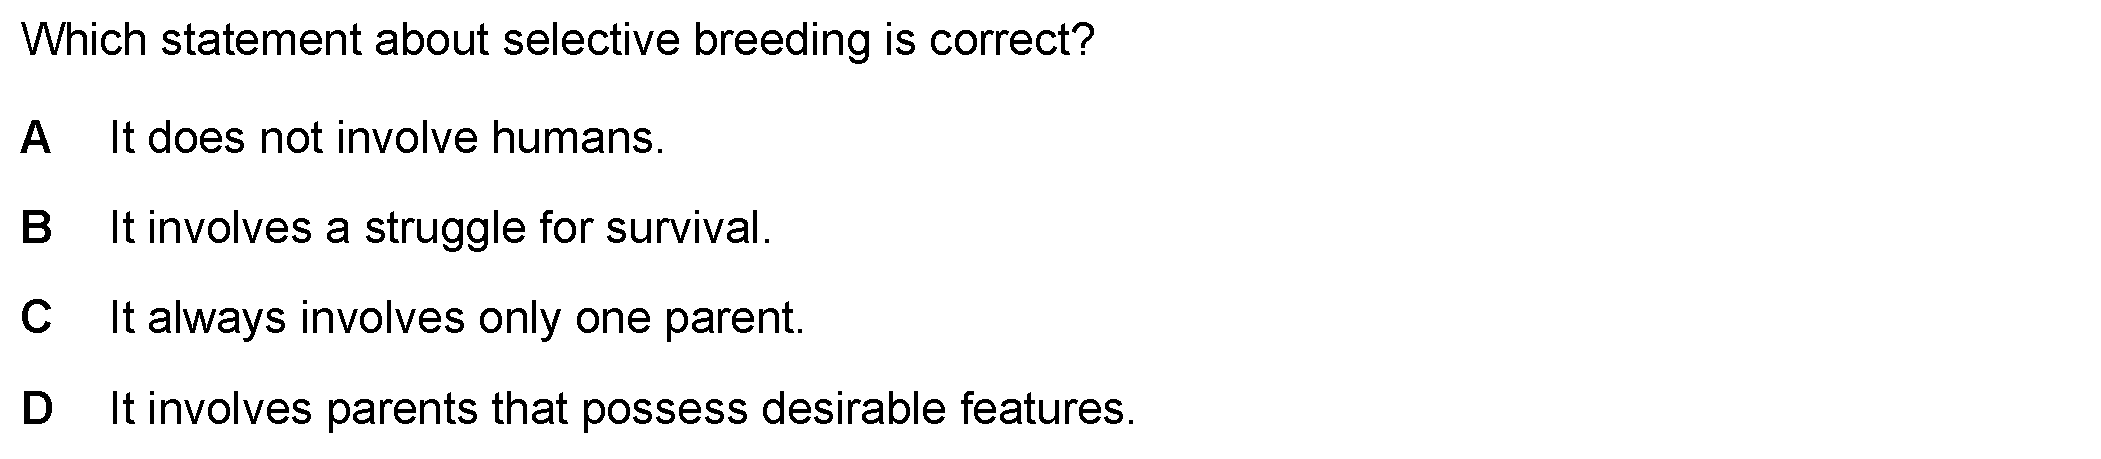 Which statement about selective breeding is correct?
A It does not involve humans.
B It involves a struggle for survival.
C It always involves only one parent.
D It involves parents that possess desirable features.